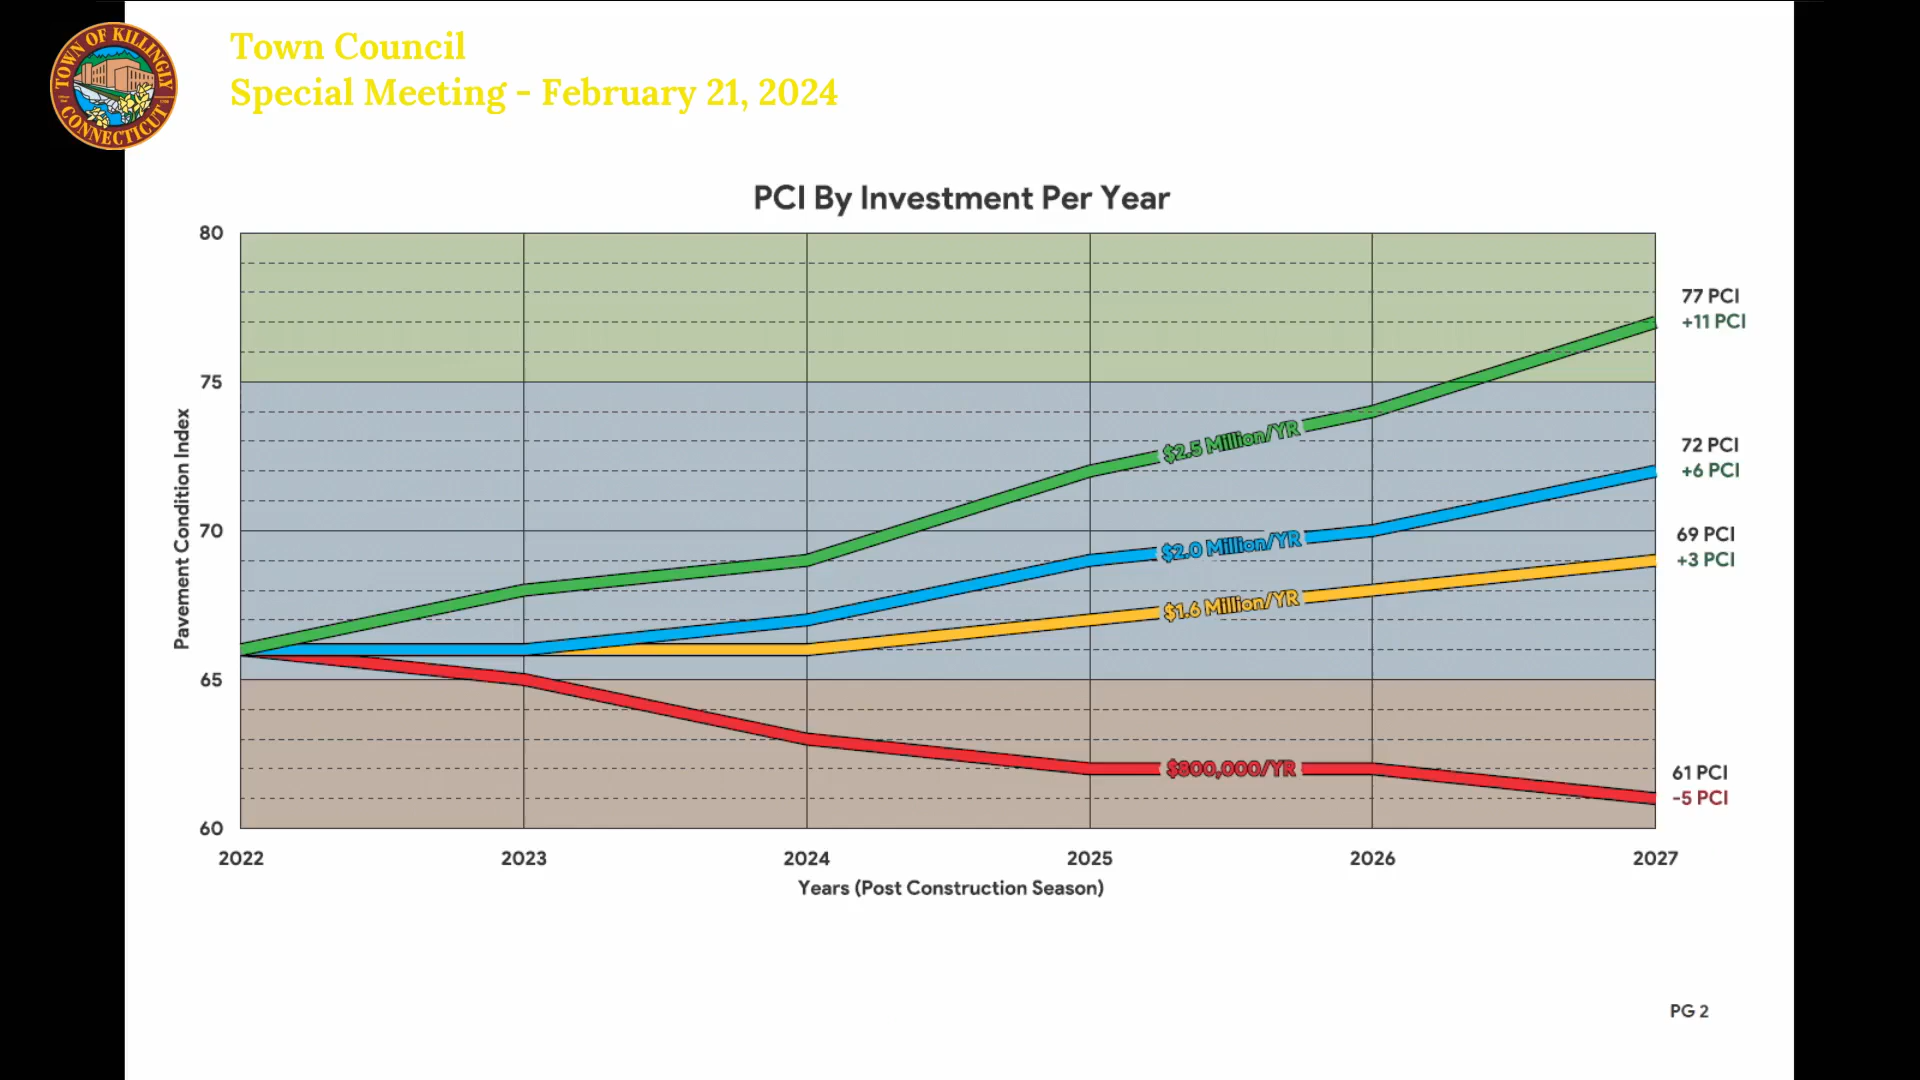 TOWN OF KILLINGLY
CONNECTICUT
Town Council
Special Meeting - February 21, 2024
PCI By Investment Per Year
80
75
70
65
60
Pavement Condition Index
$2.5 Million/YR
$2.0 Million/YR
$1.6 Million/YR
$800,000/YR
77 PCI
+11 PCI
72 PCI
+6 PCI
69 PCI
+3 PCI
61 PCI
-5 PCI
2022 2023 2024 2025 2026 2027
Years (Post Construction Season)
PG 2